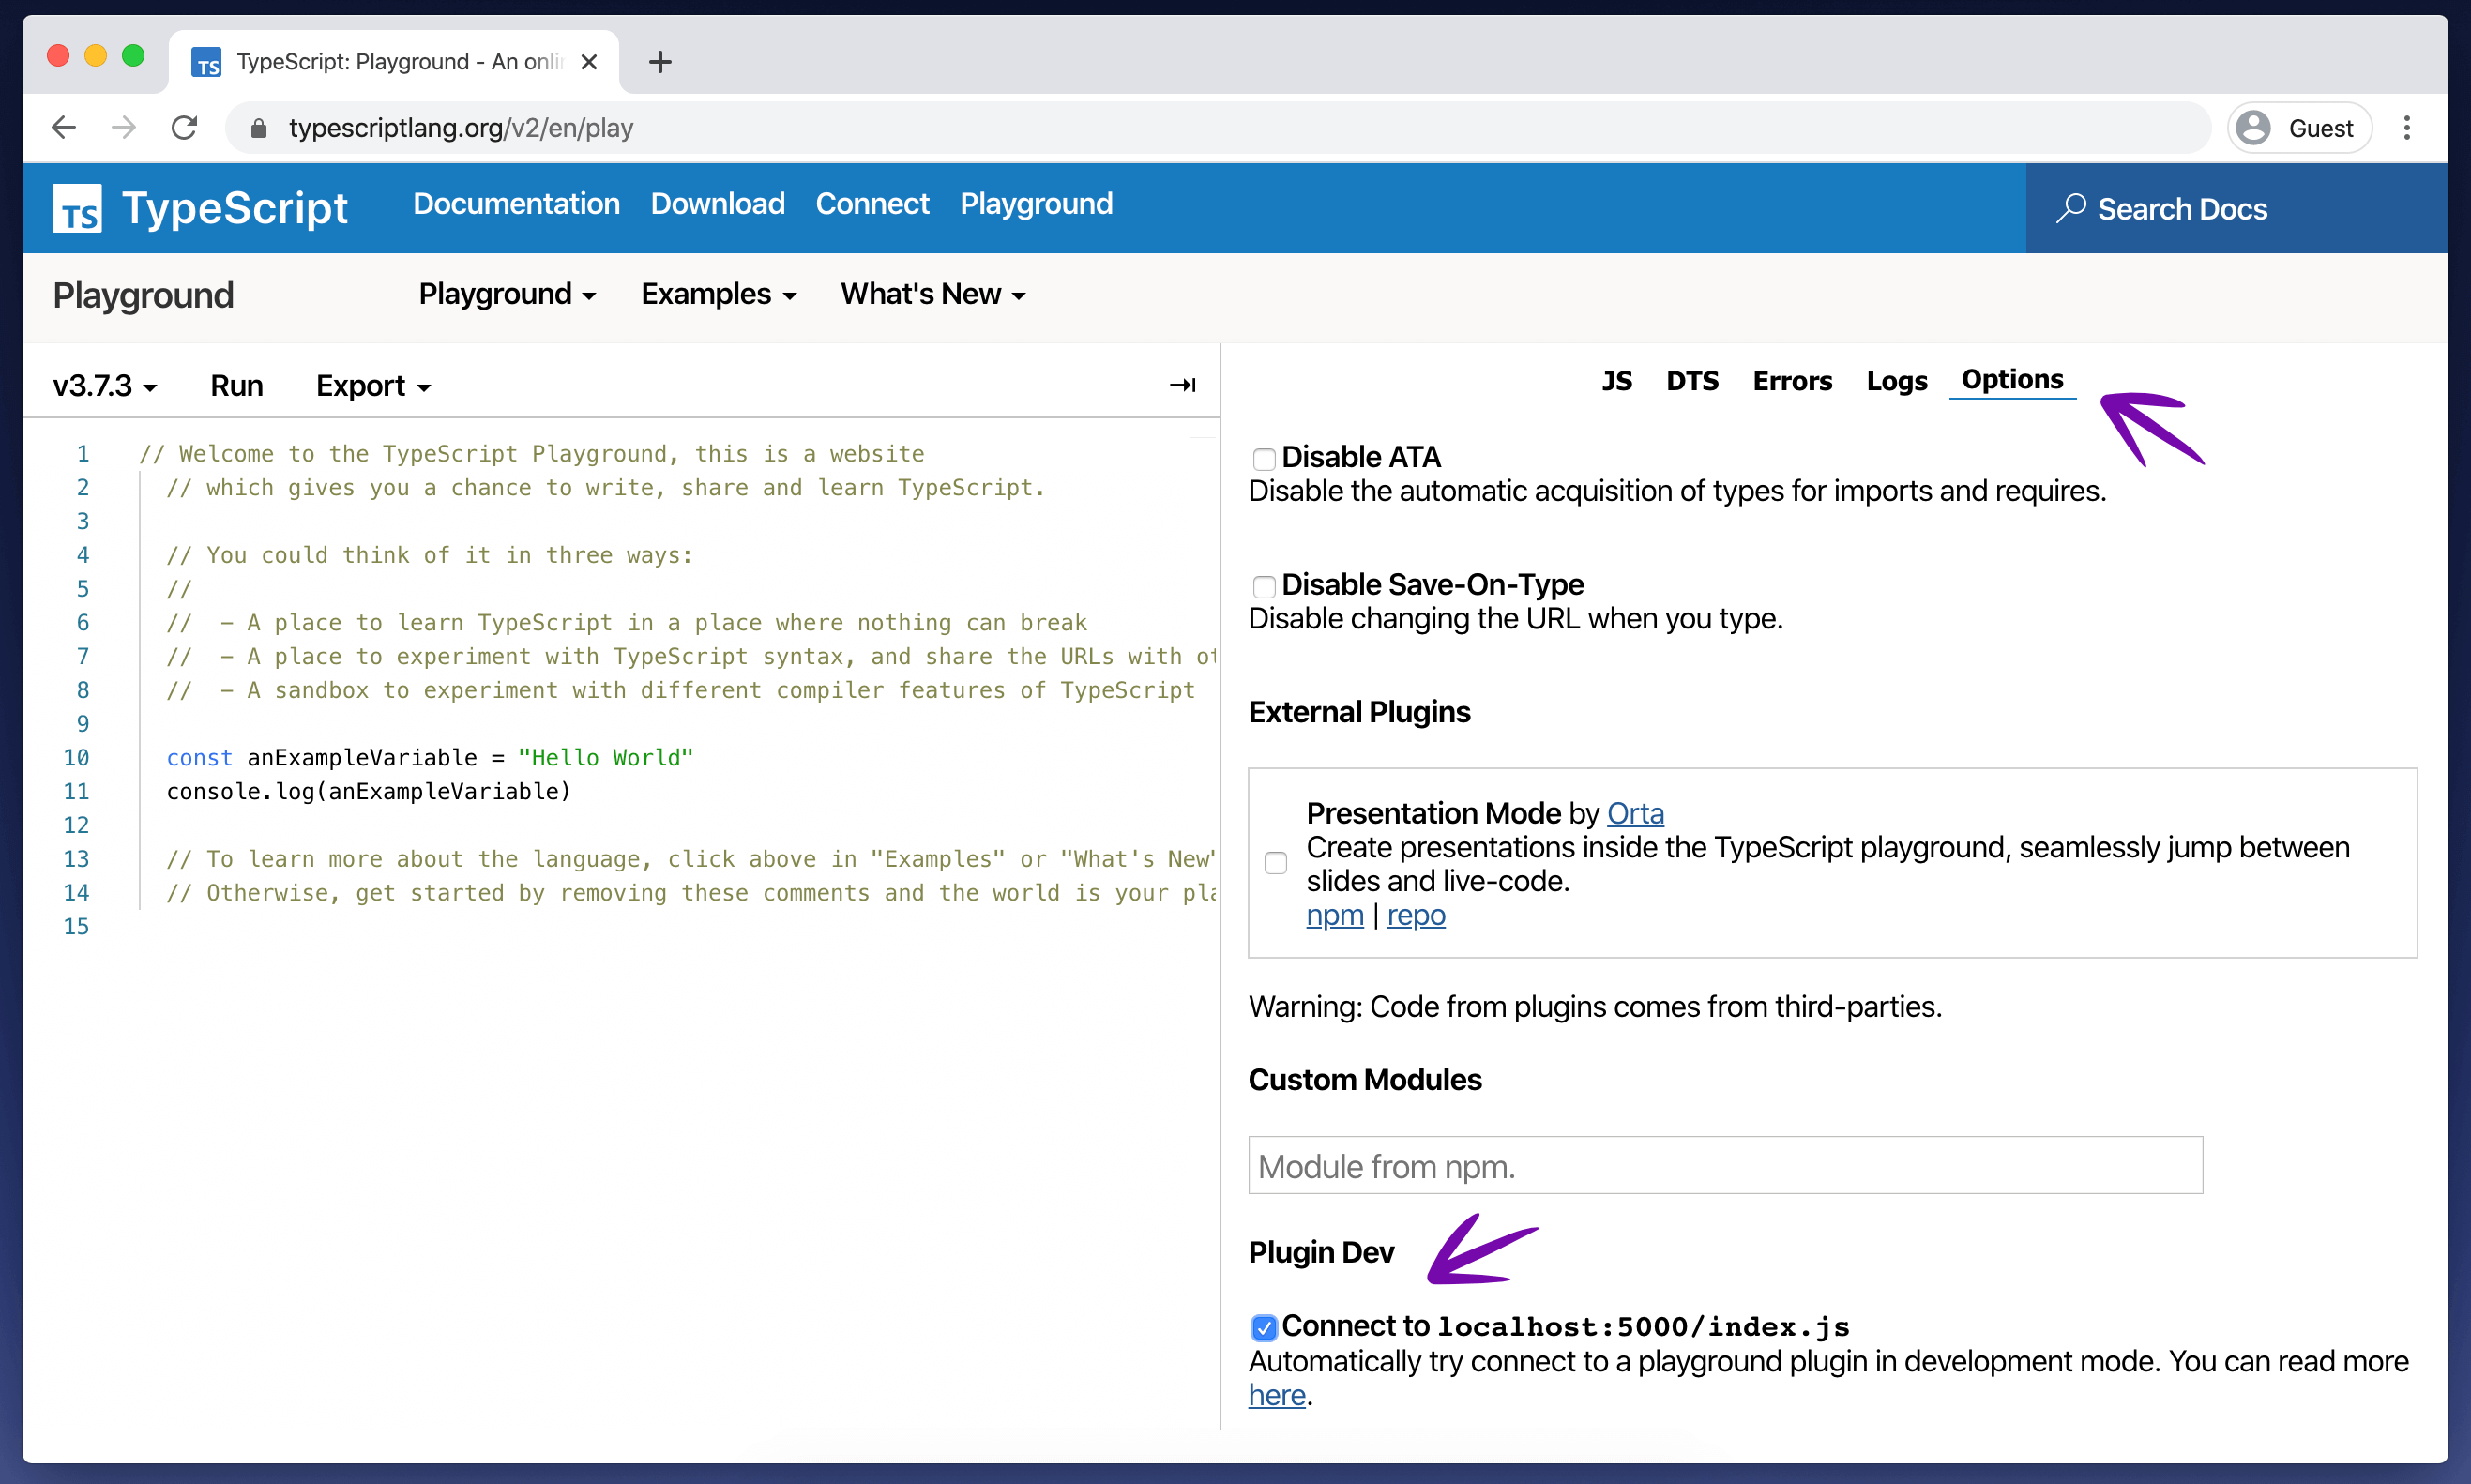 TypeScript: Playground - An onli
typescriptlang.org/v2/en/play
Guest
TS TypeScript
Documentation Download Connect Playground
Search Docs
Playground
Playground Examples What's New
v3.7.3 Run Export
JS DTS Errors Logs Options
1 // Welcome to the TypeScript Playground, this is a website
2 // which gives you a chance to write, share and learn TypeScript.
3
4 // You could think of it in three ways:
5 //
6 //  - A place to learn TypeScript in a place where nothing can break
7 //  - A place to experiment with TypeScript syntax, and share the URLs with ot
8 //  - A sandbox to experiment with different compiler features of TypeScript
9
10 const anExampleVariable = "Hello World"
11 console.log(anExampleVariable)
12
13 // To learn more about the language, click above in "Examples" or "What's New"
14 // Otherwise, get started by removing these comments and the world is your pla
15
Disable ATA
Disable the automatic acquisition of types for imports and requires.
Disable Save-On-Type
Disable changing the URL when you type.
External Plugins
Presentation Mode by Orta
Create presentations inside the TypeScript playground, seamlessly jump between
slides and live-code.
npm | repo
Warning: Code from plugins comes from third-parties.
Custom Modules
Module from npm.
Plugin Dev
Connect to localhost:5000/index.js
Automatically try connect to a playground plugin in development mode. You can read more
here.